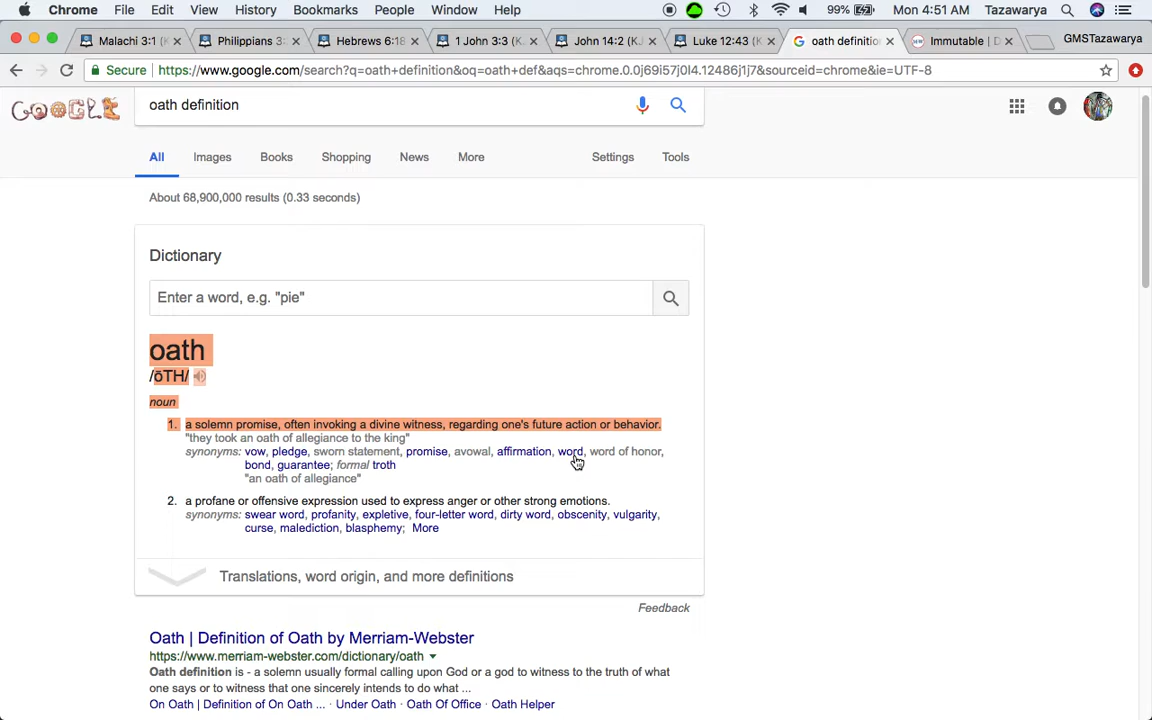 Chrome File Edit View History Bookmarks People Window Help 99% Mon 4:51 AM Tazawarya
Malachi 3:1 (K Philippians 3: Hebrews 6:18 1 John 3:3 (K John 14:2 (KJ Luke 12:43 (K oath definitio Immutable | D GMSTazawarya
Secure https://www.google.com/search?q=oath+definition&oq=oath+def&aqs=chrome.0.0j69i57j0l4.12486j1j7&sourceid=chrome&ie=UTF-8
GOOGLE oath definition
All Images Books Shopping News More Settings Tools
About 68,900,000 results (0.33 seconds)
Dictionary
Enter a word, e.g. "pie"
oath
/ōTH/
noun
1. a solemn promise, often invoking a divine witness, regarding one's future action or behavior.
"they took an oath of allegiance to the king"
synonyms: vow, pledge, sworn statement, promise, avowal, affirmation, word, word of honor,
bond, guarantee; formal troth
"an oath of allegiance"
2. a profane or offensive expression used to express anger or other strong emotions.
synonyms: swear word, profanity, expletive, four-letter word, dirty word, obscenity, vulgarity,
curse, malediction, blasphemy; More
Translations, word origin, and more definitions
Feedback
Oath | Definition of Oath by Merriam-Webster
https://www.merriam-webster.com/dictionary/oath
Oath definition is - a solemn usually formal calling upon God or a god to witness to the truth of what
one says or to witness that one sincerely intends to do what ...
On Oath | Definition of On Oath ... · Under Oath · Oath Of Office · Oath Helper